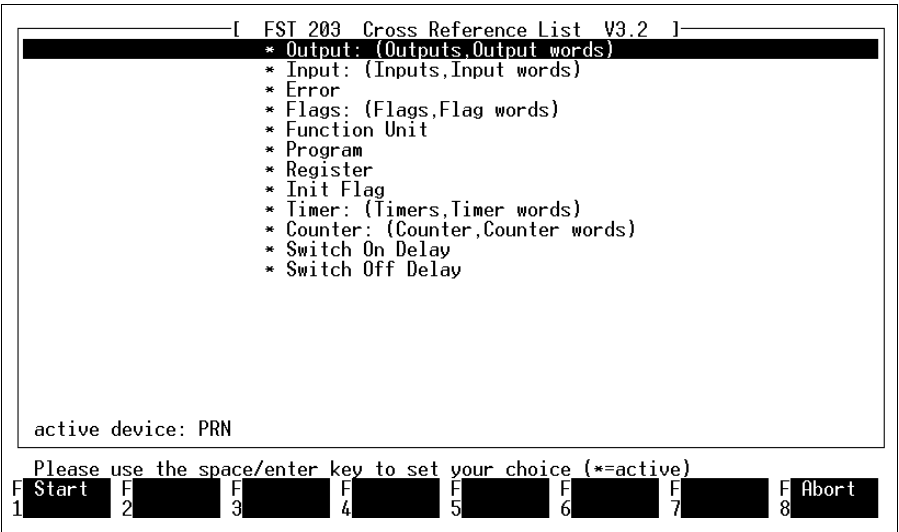 [ FST 203 Cross Reference List V3.2 ]
* Output: (Outputs,Output words)
* Input: (Inputs,Input words)
* Error
* Flags: (Flags,Flag words)
* Function Unit
* Program
* Register
* Init Flag
* Timer: (Timers,Timer words)
* Counter: (Counter,Counter words)
* Switch On Delay
* Switch Off Delay
active device: PRN
Please use the space/enter key to set your choice (*=active)
F1 Start F2 F3 F4 F5 F6 F7 F8 Abort